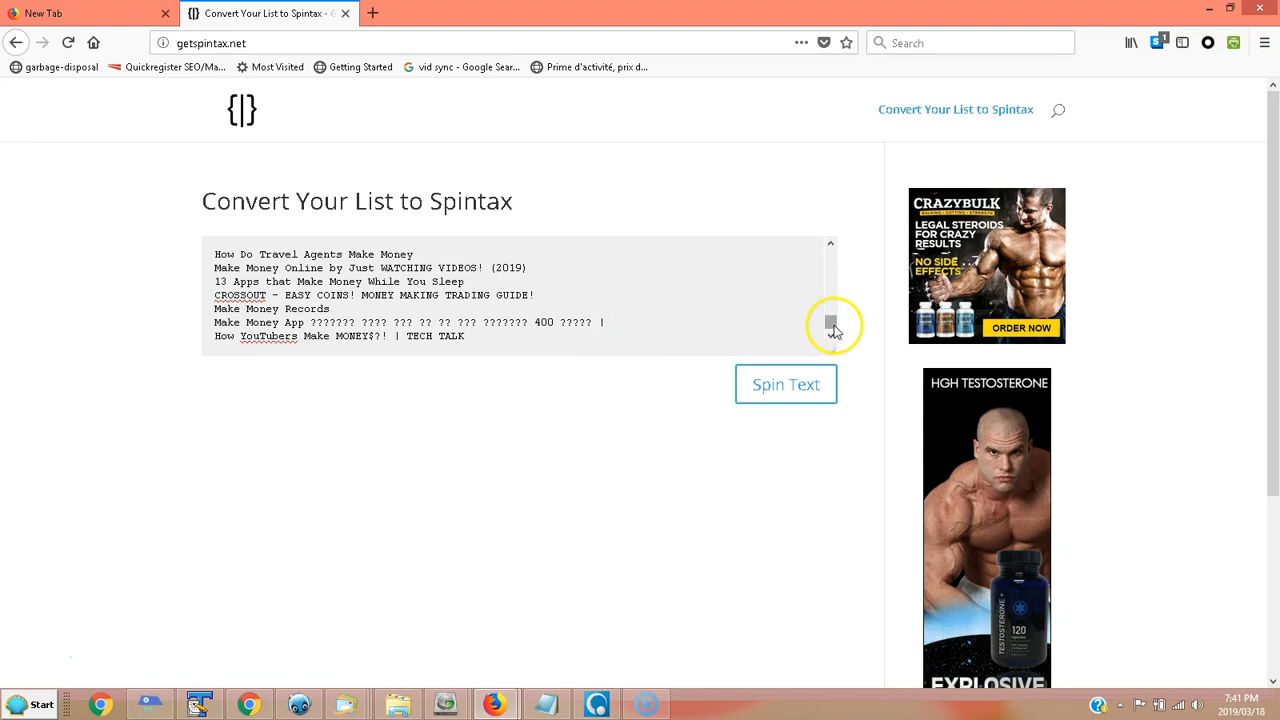 New Tab
Convert Your List to Spintax - G
getspintax.net
Search
1
garbage-disposal
Quickregister SEO/Ma...
Most Visited
Getting Started
vid sync - Google Sear...
Prime d'activité, prix d...
{|}
Convert Your List to Spintax
Convert Your List to Spintax
How Do Travel Agents Make Money
Make Money Online by Just WATCHING VIDEOS! (2019)
13 Apps that Make Money While You Sleep
CROSSOUT - EASY COINS! MONEY MAKING TRADING GUIDE!
Make Money Records
How YouTubers Make MONEY$?! | TECH TALK
Spin Text
CRAZYBULK
BULKING • CUTTING • STRENGTH
LEGAL STEROIDS
FOR CRAZY
RESULTS
NO SIDE
EFFECTS
ORDER NOW
HGH TESTOSTERONE
TESTOSTERONE +
120
EXPLOSIVE
Start
7:41 PM
2019/03/18